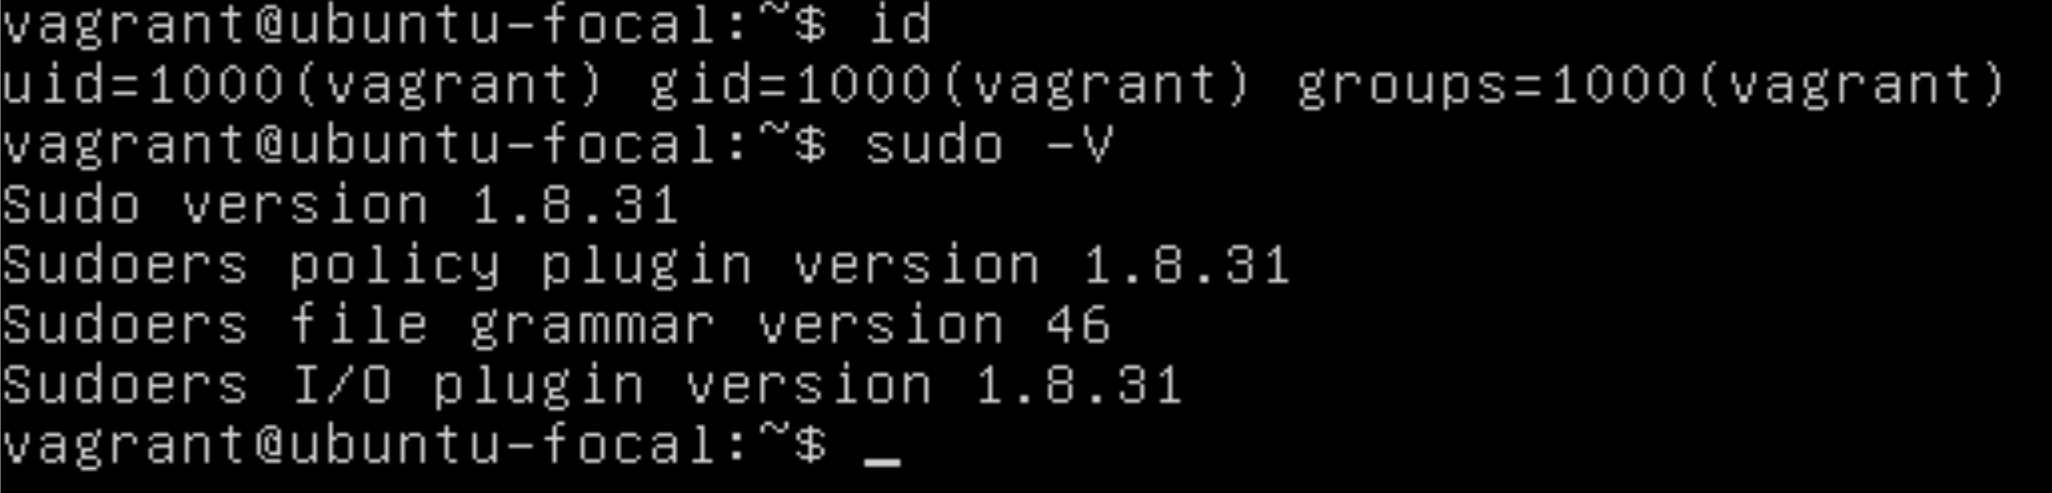 vagrant@ubuntu-focal:~$ id
uid=1000(vagrant) gid=1000(vagrant) groups=1000(vagrant)
vagrant@ubuntu-focal:~$ sudo -V
Sudo version 1.8.31
Sudoers policy plugin version 1.8.31
Sudoers file grammar version 46
Sudoers I/O plugin version 1.8.31
vagrant@ubuntu-focal:~$ _